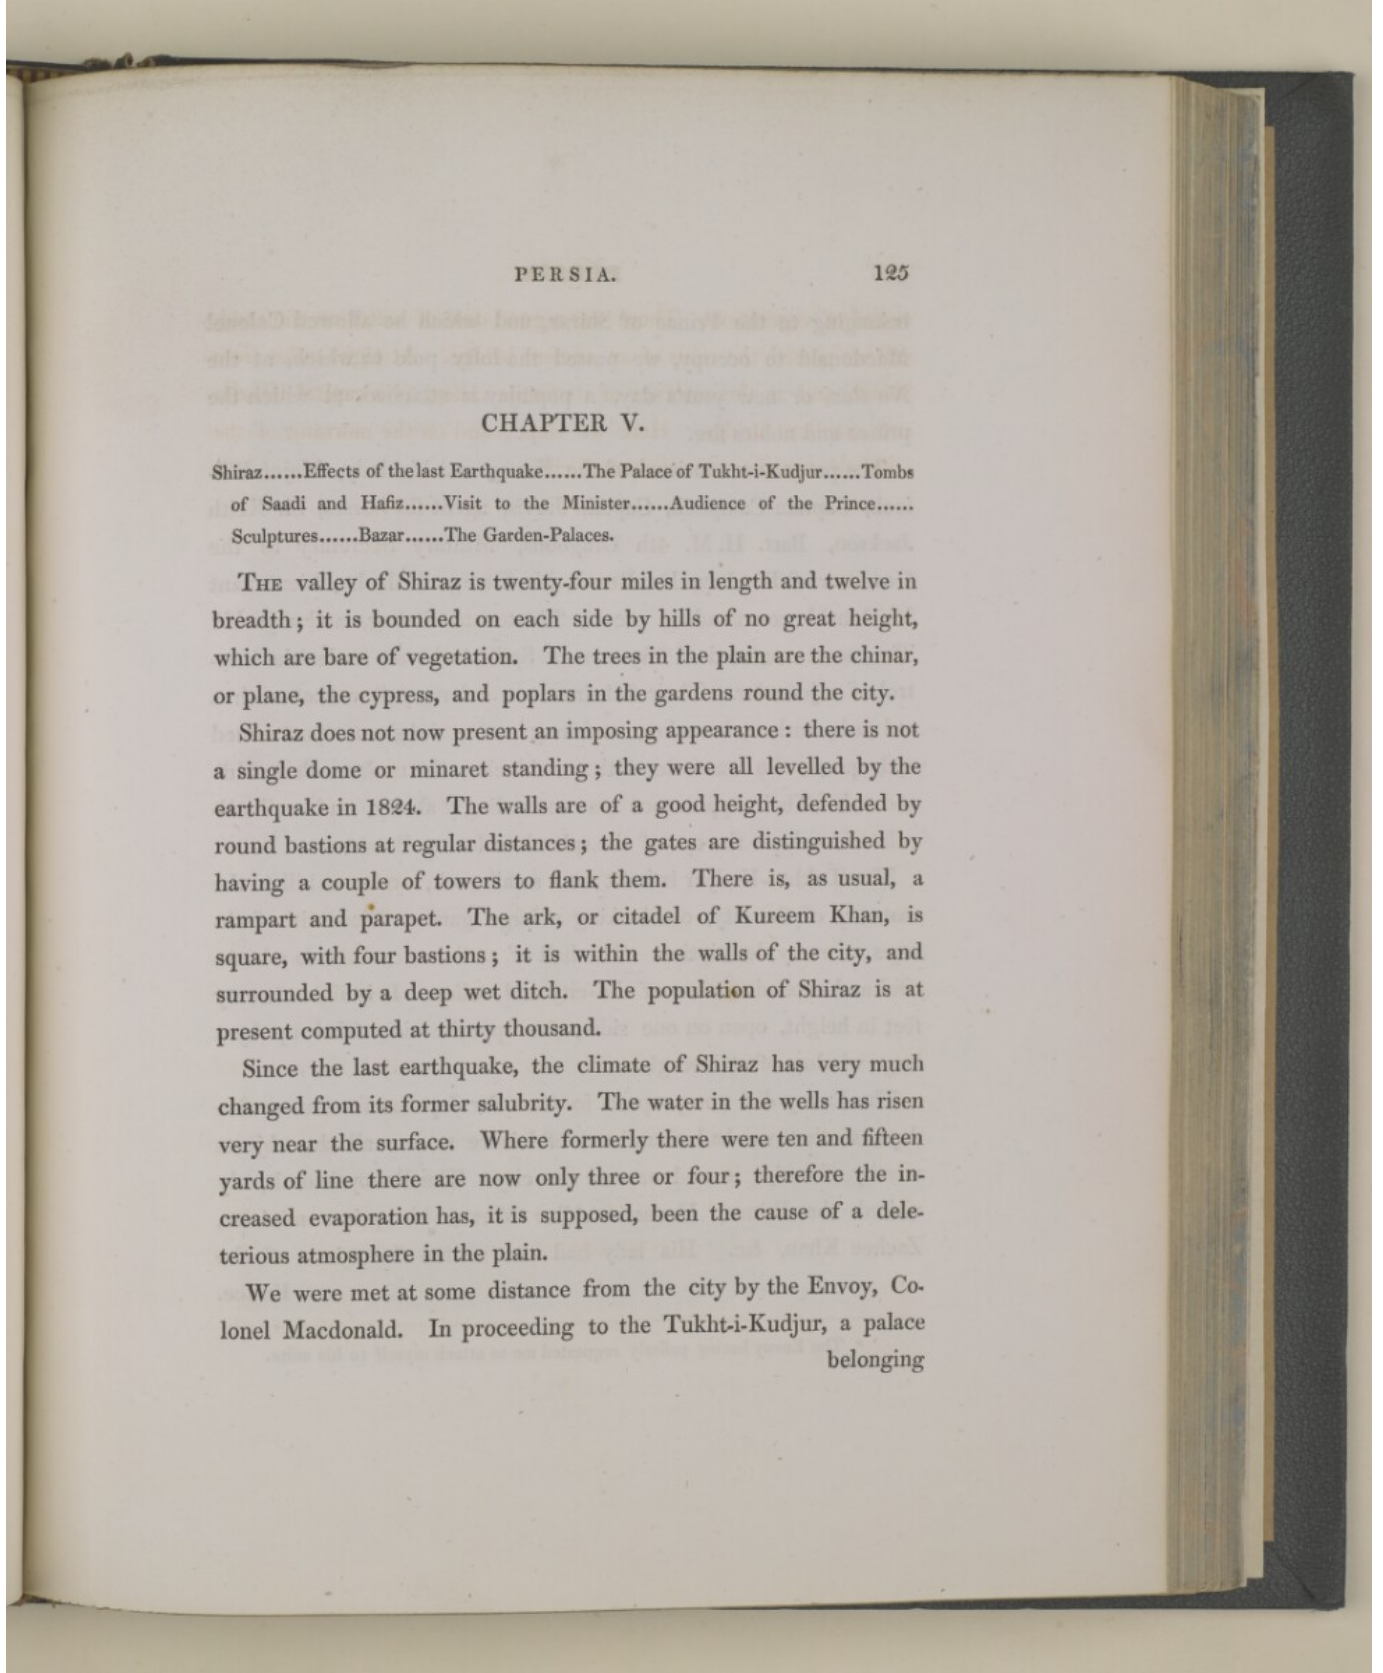 PERSIA. 125
CHAPTER V.
Shiraz......Effects of the last Earthquake......The Palace of Tukht-i-Kudjur......Tombs
of Saadi and Hafiz......Visit to the Minister......Audience of the Prince......
Sculptures......Bazar......The Garden-Palaces.
THE valley of Shiraz is twenty-four miles in length and twelve in
breadth; it is bounded on each side by hills of no great height,
which are bare of vegetation. The trees in the plain are the chinar,
or plane, the cypress, and poplars in the gardens round the city.
Shiraz does not now present an imposing appearance: there is not
a single dome or minaret standing; they were all levelled by the
earthquake in 1824. The walls are of a good height, defended by
round bastions at regular distances; the gates are distinguished by
having a couple of towers to flank them. There is, as usual, a
rampart and parapet. The ark, or citadel of Kureem Khan, is
square, with four bastions; it is within the walls of the city, and
surrounded by a deep wet ditch. The population of Shiraz is at
present computed at thirty thousand.
Since the last earthquake, the climate of Shiraz has very much
changed from its former salubrity. The water in the wells has risen
very near the surface. Where formerly there were ten and fifteen
yards of line there are now only three or four; therefore the in-
creased evaporation has, it is supposed, been the cause of a dele-
terious atmosphere in the plain.
We were met at some distance from the city by the Envoy, Co-
lonel Macdonald. In proceeding to the Tukht-i-Kudjur, a palace
belonging